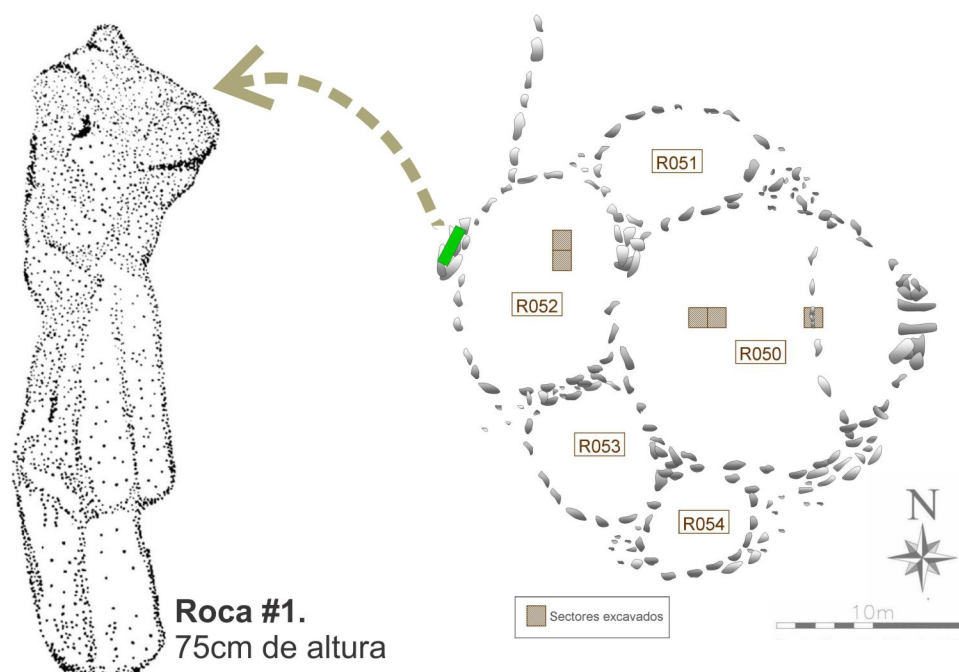 R051
R052
R050
R053
R054
N
Roca #1.
75cm de altura
Sectores excavados
10m